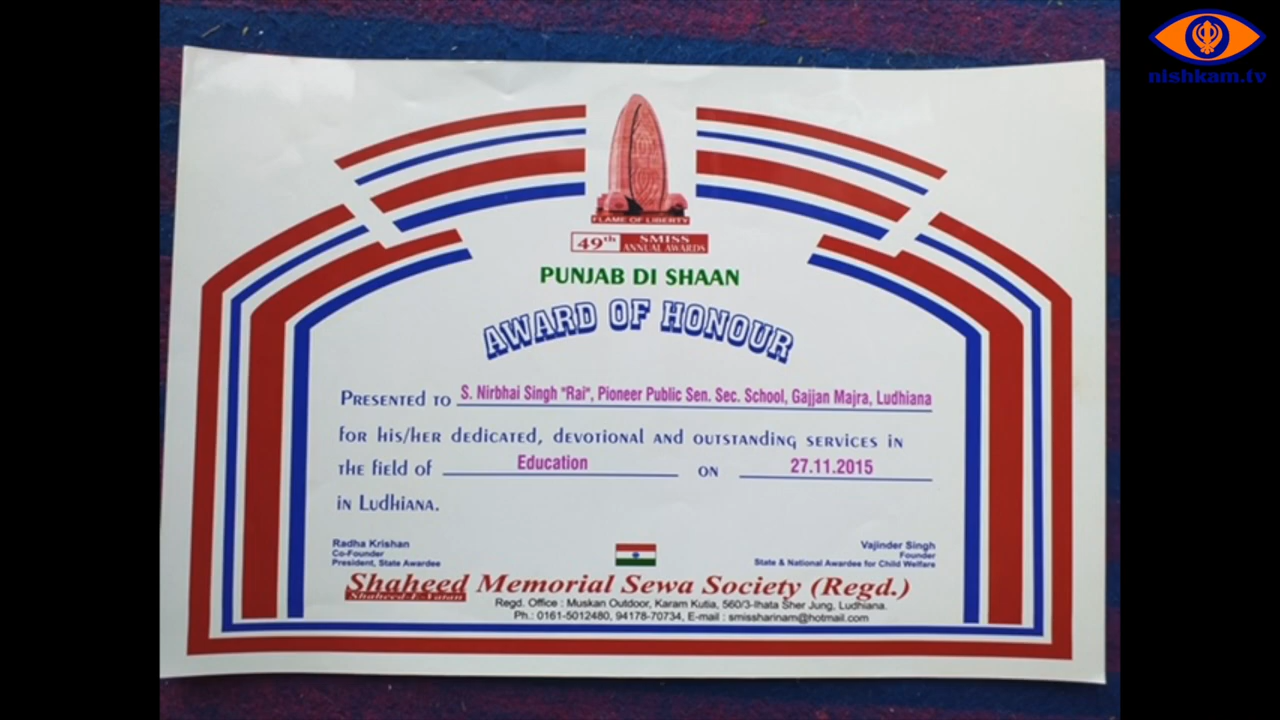 nishkam.tv
FLAME OF LIBERTY
49th SMISS ANNUAL AWARDS
PUNJAB DI SHAAN
AWARD OF HONOUR
PRESENTED TO S. Nirbhai Singh "Rai", Pioneer Public Sen. Sec. School, Gajjan Majra, Ludhiana
for his/her dedicated, devotional and outstanding services in
the field of Education on 27.11.2015
in Ludhiana.
Radha Krishan
Co-Founder
President, State Awardee
Vajinder Singh
Founder
State & National Awardee for Child Welfare
Shaheed Memorial Sewa Society (Regd.)
Shaheed-E-Vatan
Regd. Office : Muskan Outdoor, Karam Kutia, 560/3-Ihata Sher Jung, Ludhiana.
Ph.: 0161-5012480, 94178-70734, E-mail : smissharinam@hotmail.com